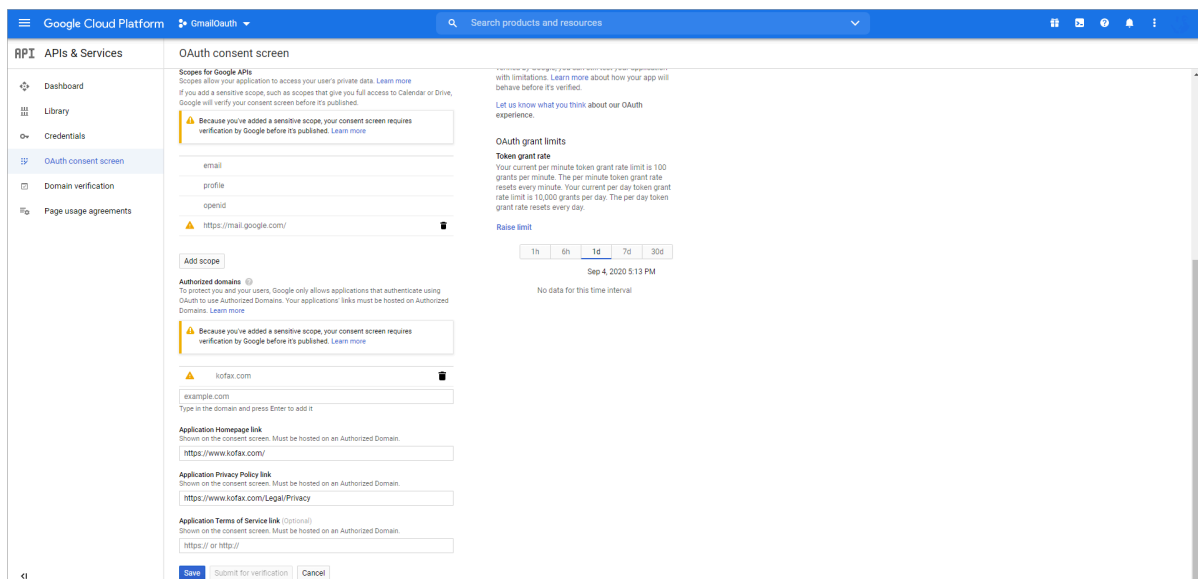 Google Cloud Platform
GmailOauth
Search products and resources
API APIs & Services
OAuth consent screen
Dashboard
Library
Credentials
OAuth consent screen
Domain verification
Page usage agreements
Scopes for Google APIs
Scopes allow your application to access your user's private data. Learn more
If you add a sensitive scope, such as scopes that give you full access to Calendar or Drive,
Google will verify your consent screen before it's published.
Because you've added a sensitive scope, your consent screen requires
verification by Google before it's published. Learn more
email
profile
openid
https://mail.google.com/
Add scope
Authorized domains
To protect you and your users, Google only allows applications that authenticate using
OAuth to use Authorized Domains. Your applications' links must be hosted on Authorized
Domains. Learn more
Because you've added a sensitive scope, your consent screen requires
verification by Google before it's published. Learn more
kofax.com
example.com
Type in the domain and press Enter to add it
Application Homepage link
Shown on the consent screen. Must be hosted on an Authorized Domain.
https://www.kofax.com/
Application Privacy Policy link
Shown on the consent screen. Must be hosted on an Authorized Domain.
https://www.kofax.com/Legal/Privacy
Application Terms of Service link (Optional)
Shown on the consent screen. Must be hosted on an Authorized Domain.
https:// or http://
Save Submit for verification Cancel
with limitations. Learn more about how your app will
behave before it's verified.
Let us know what you think about our OAuth
experience.
OAuth grant limits
Token grant rate
Your current per minute token grant rate limit is 100
grants per minute. The per minute token grant rate
resets every minute. Your current per day token grant
rate limit is 10,000 grants per day. The per day token
grant rate resets every day.
Raise limit
1h 6h 1d 7d 30d
Sep 4, 2020 5:13 PM
No data for this time interval